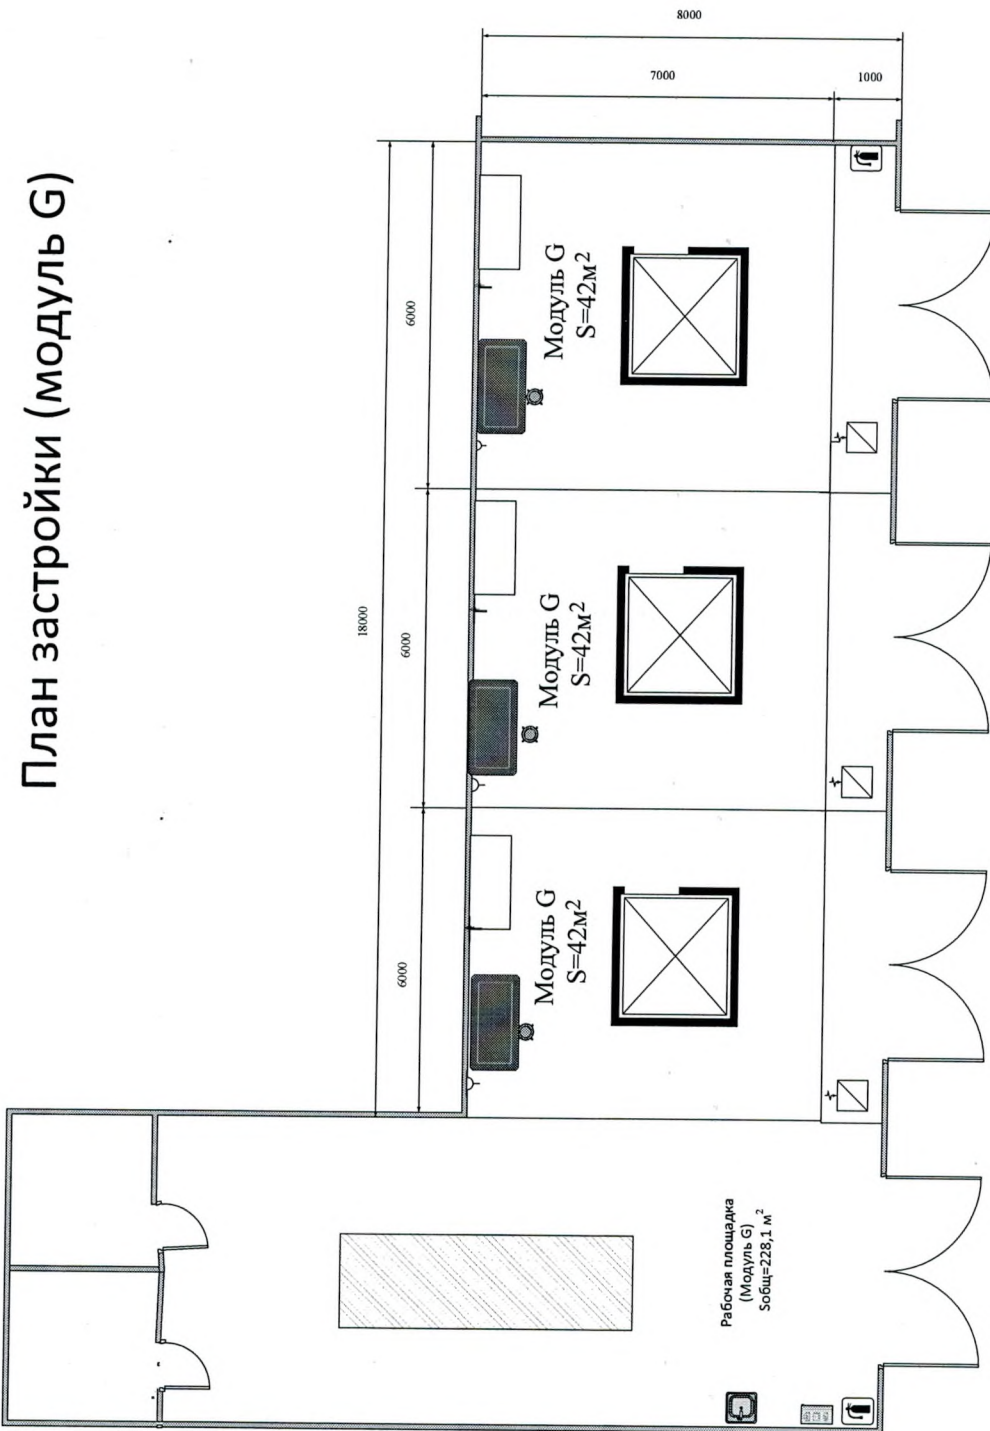 План застройки (модуль G)
8000
7000
1000
18000
6000
6000
6000
Модуль G
S=42м²
Модуль G
S=42м²
Модуль G
S=42м²
Рабочая площадка
(Модуль G)
Sобщ=228,1 м²